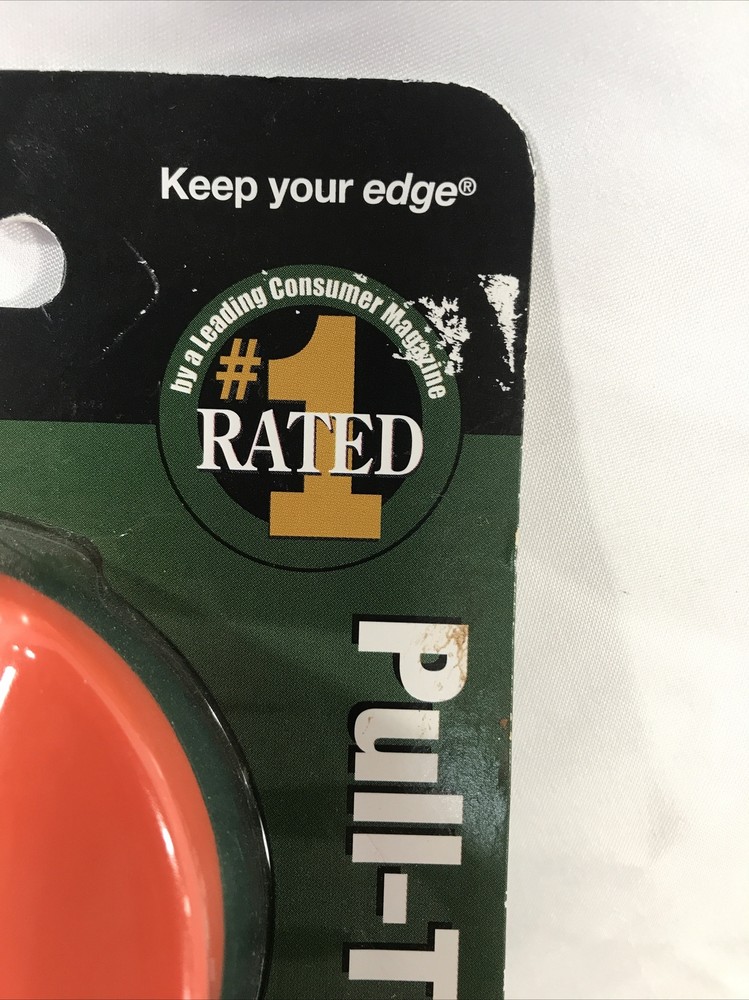 Keep your edge®
by a Leading Consumer Magazine
#1
RATED
Pull-T